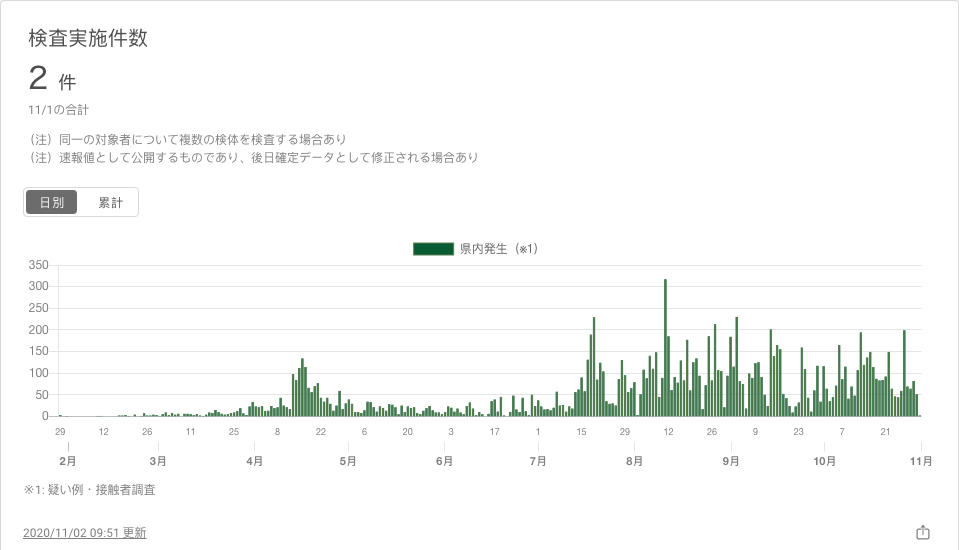 検査実施件数
2 件
11/1の合計
（注）同一の対象者について複数の検体を検査する場合あり
（注）速報値として公開するものであり、後日確定データとして修正される場合あり
日別 累計
県内発生（※1）
350
300
250
200
150
100
50
0
29 12 26 11 25 8 22 6 20 3 17 1 15 29 12 26 9 23 7 21
2月 3月 4月 5月 6月 7月 8月 9月 10月 11月
※1: 疑い例・接触者調査
2020/11/02 09:51 更新